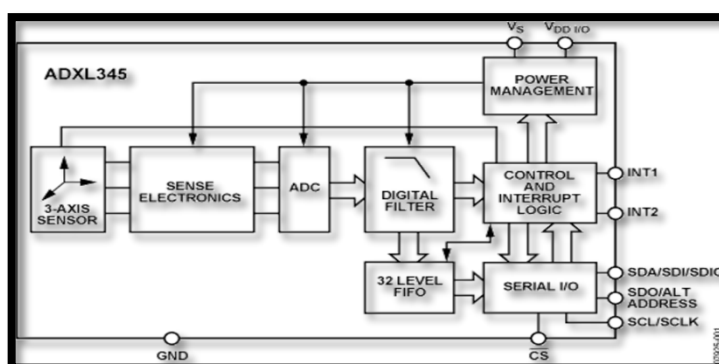 VS
VDD I/O
ADXL345
POWER
MANAGEMENT
3-AXIS
SENSOR
SENSE
ELECTRONICS
ADC
DIGITAL
FILTER
CONTROL
AND
INTERRUPT
LOGIC
INT1
INT2
32 LEVEL
FIFO
SERIAL I/O
SDA/SDI/SDIO
SDO/ALT
ADDRESS
SCL/SCLK
GND
CS